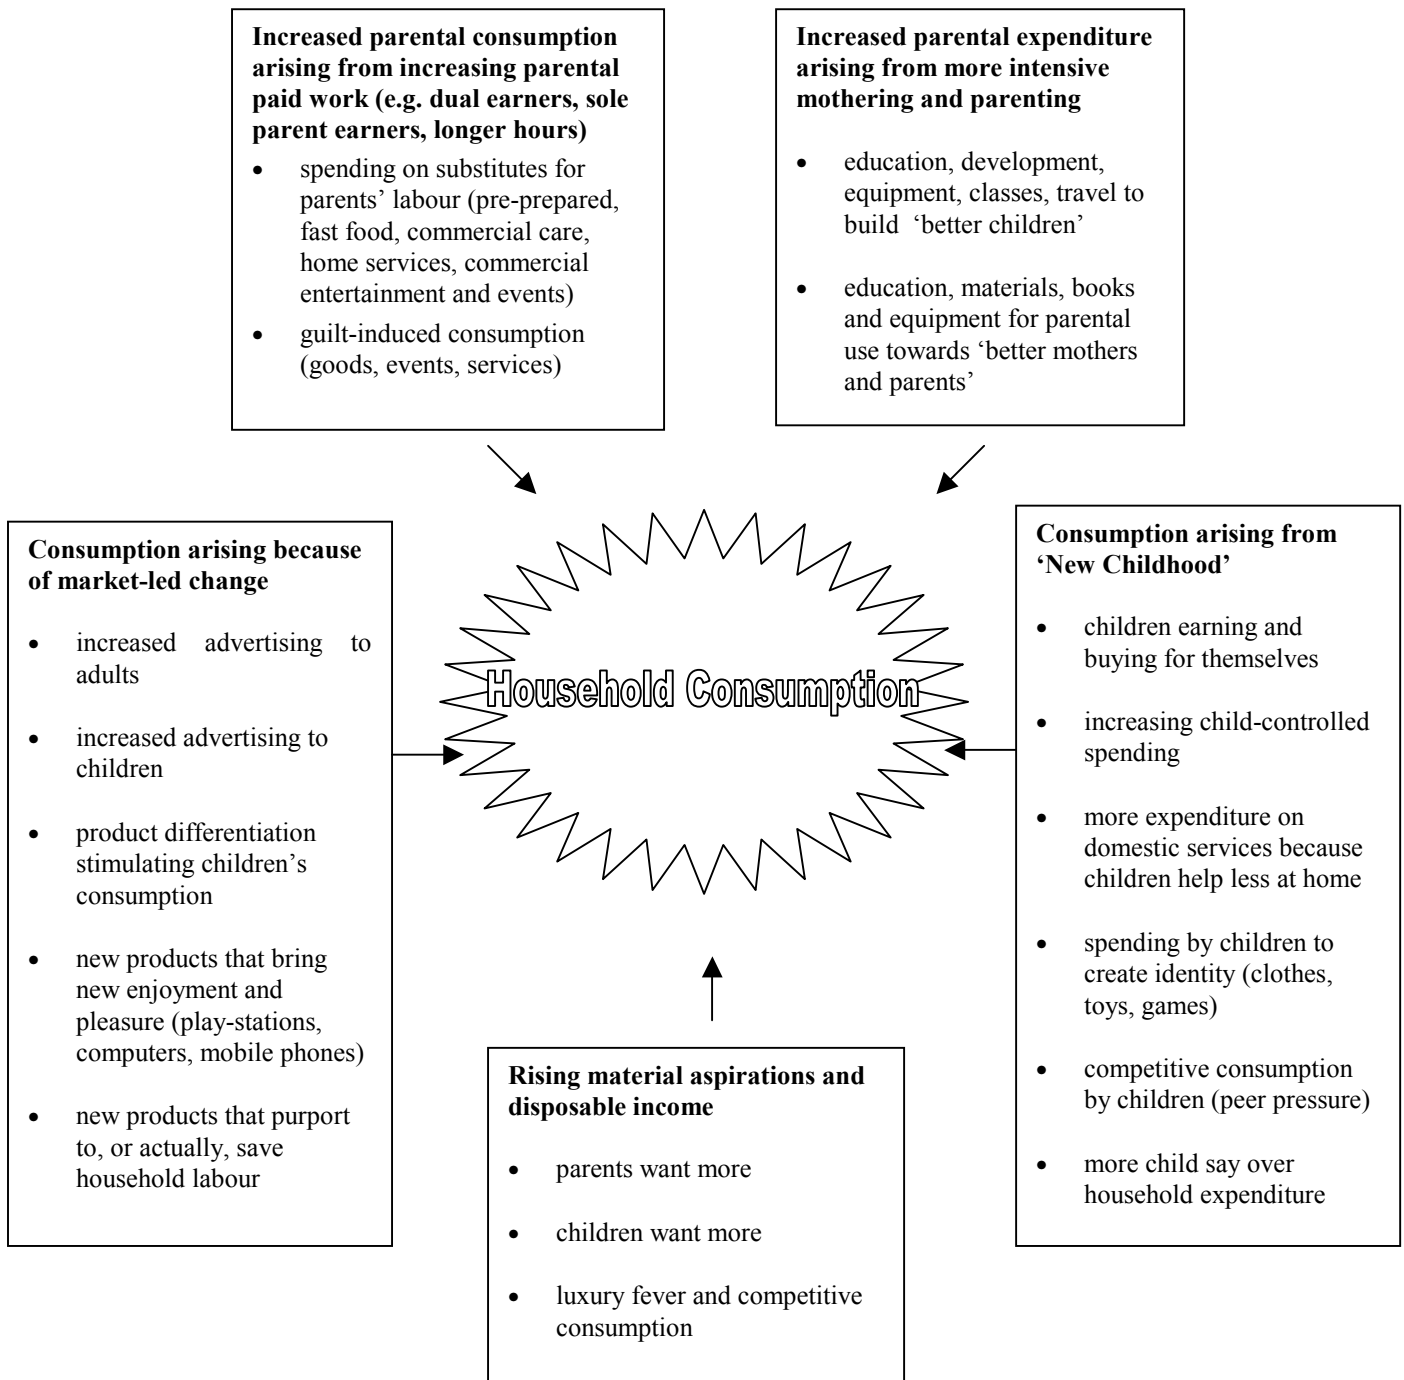 Increased parental consumption
arising from increasing parental
paid work (e.g. dual earners, sole
parent earners, longer hours)
• spending on substitutes for
parents’ labour (pre-prepared,
fast food, commercial care,
home services, commercial
entertainment and events)
• guilt-induced consumption
(goods, events, services)
Increased parental expenditure
arising from more intensive
mothering and parenting
• education, development,
equipment, classes, travel to
build ‘better children’
• education, materials, books
and equipment for parental
use towards ‘better mothers
and parents’
Consumption arising because
of market-led change
• increased advertising to
adults
• increased advertising to
children
• product differentiation
stimulating children’s
consumption
• new products that bring
new enjoyment and
pleasure (play-stations,
computers, mobile phones)
• new products that purport
to, or actually, save
household labour
Household Consumption
Consumption arising from
‘New Childhood’
• children earning and
buying for themselves
• increasing child-controlled
spending
• more expenditure on
domestic services because
children help less at home
• spending by children to
create identity (clothes,
toys, games)
• competitive consumption
by children (peer pressure)
• more child say over
household expenditure
Rising material aspirations and
disposable income
• parents want more
• children want more
• luxury fever and competitive
consumption